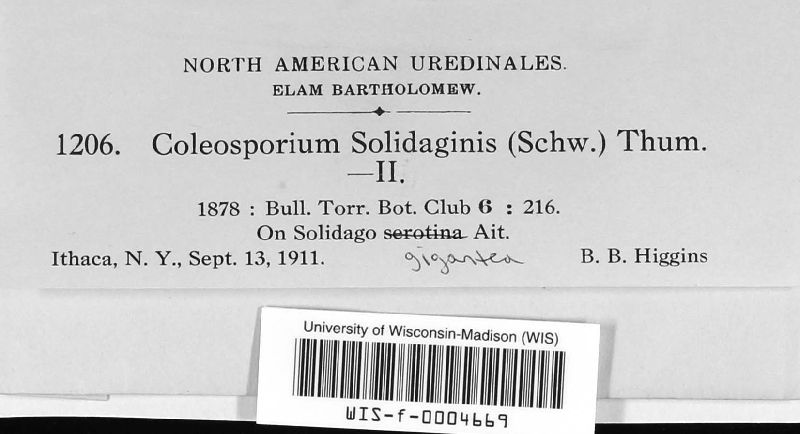 NORTH AMERICAN UREDINALES.
ELAM BARTHOLOMEW.
1206. Coleosporium Solidaginis (Schw.) Thum.
—II.
1878 : Bull. Torr. Bot. Club 6 : 216.
On Solidago serotina Ait.
gigantea
Ithaca, N. Y., Sept. 13, 1911. B. B. Higgins
University of Wisconsin-Madison (WIS)
WIS-f-0004669